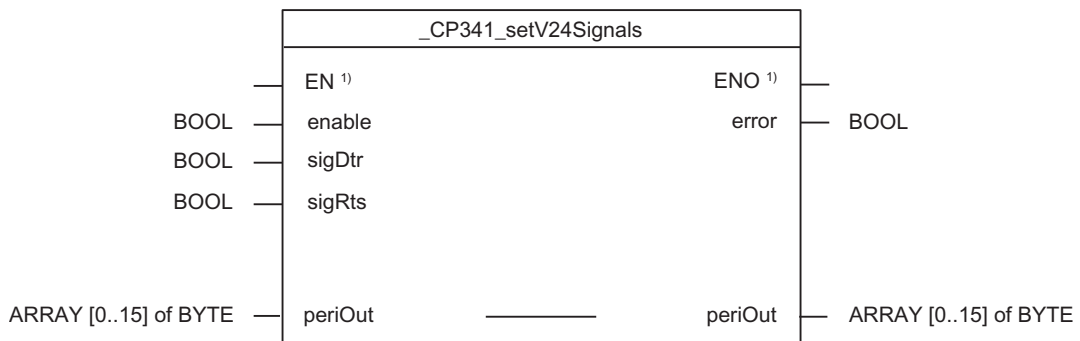 _CP341_setV24Signals
EN 1) ENO 1)
BOOL enable error BOOL
BOOL sigDtr
BOOL sigRts
ARRAY [0..15] of BYTE periOut periOut ARRAY [0..15] of BYTE